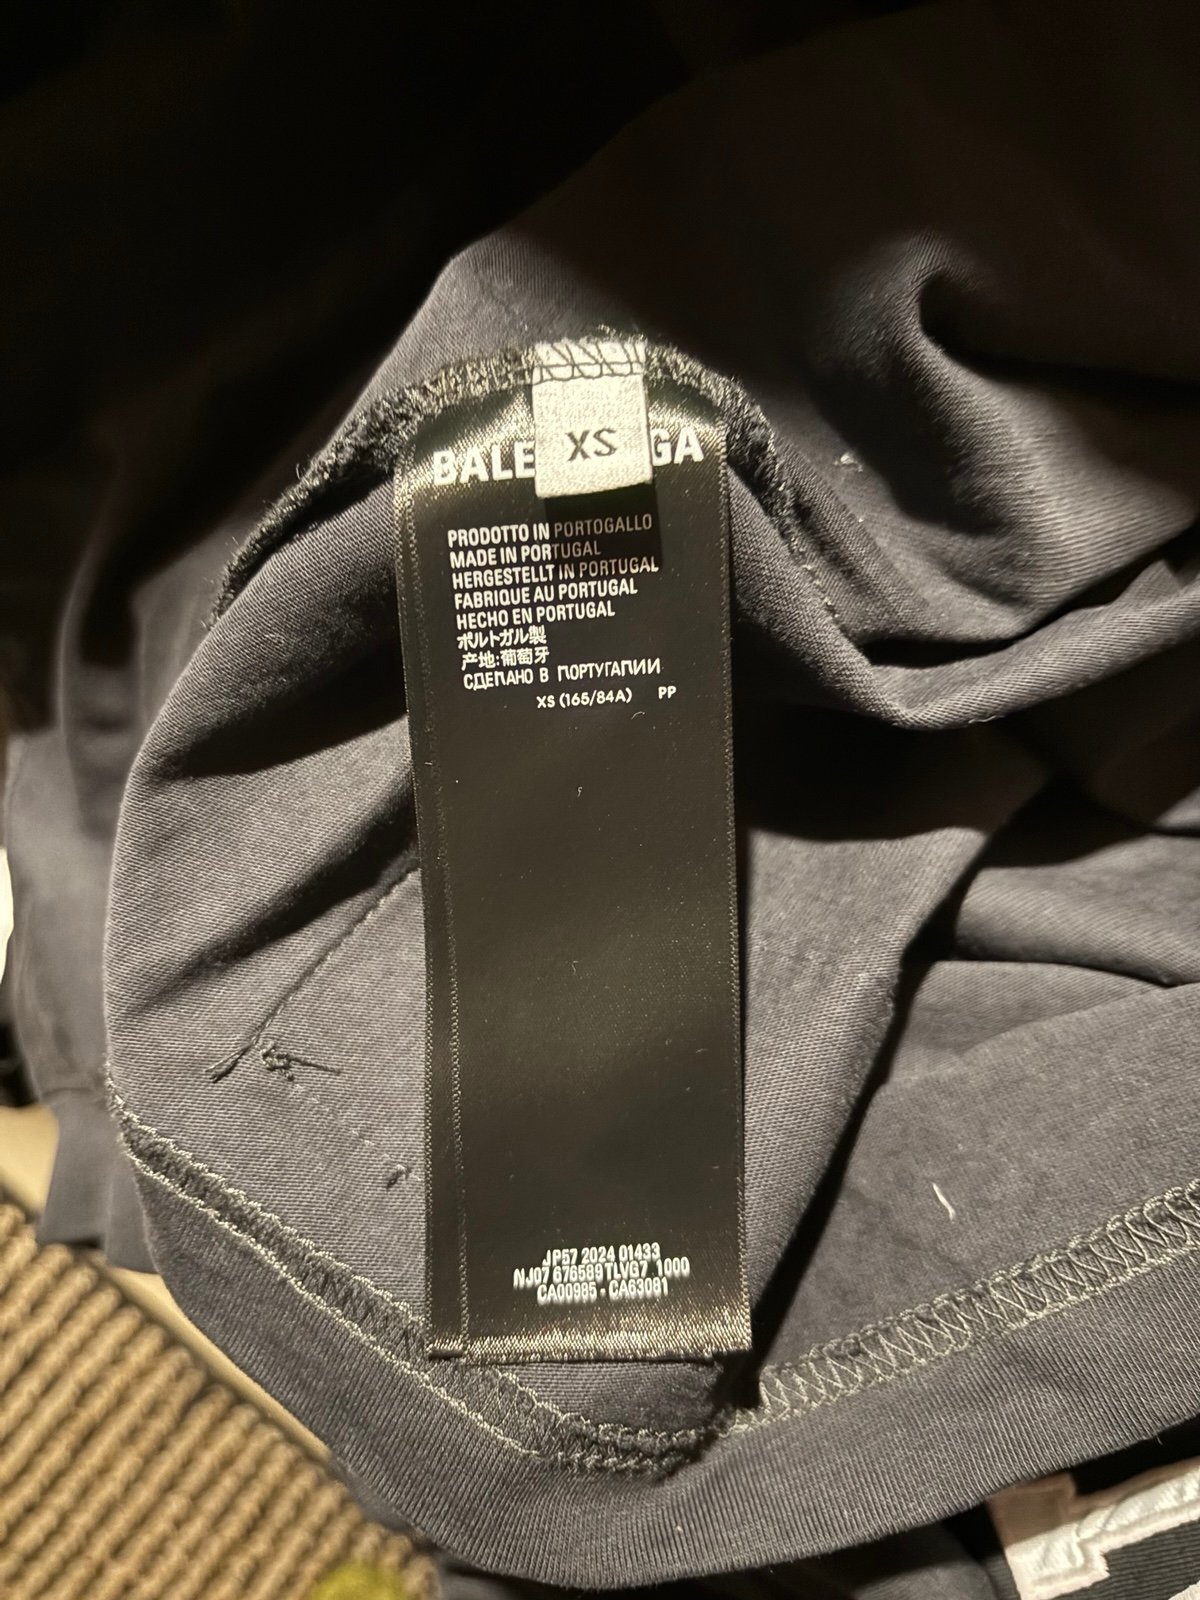 XS
BALE GA
PRODOTTO IN PORTOGALLO
MADE IN PORTUGAL
HERGESTELLT IN PORTUGAL
FABRIQUE AU PORTUGAL
HECHO EN PORTUGAL
ポルトガル製
产地:葡萄牙
СДЕЛАНО В ПОРТУГАЛИИ
XS (165/84A) PP
JP57 2024 01433
NJ07 676589TLVG7 1000
CA00985 - CA63081